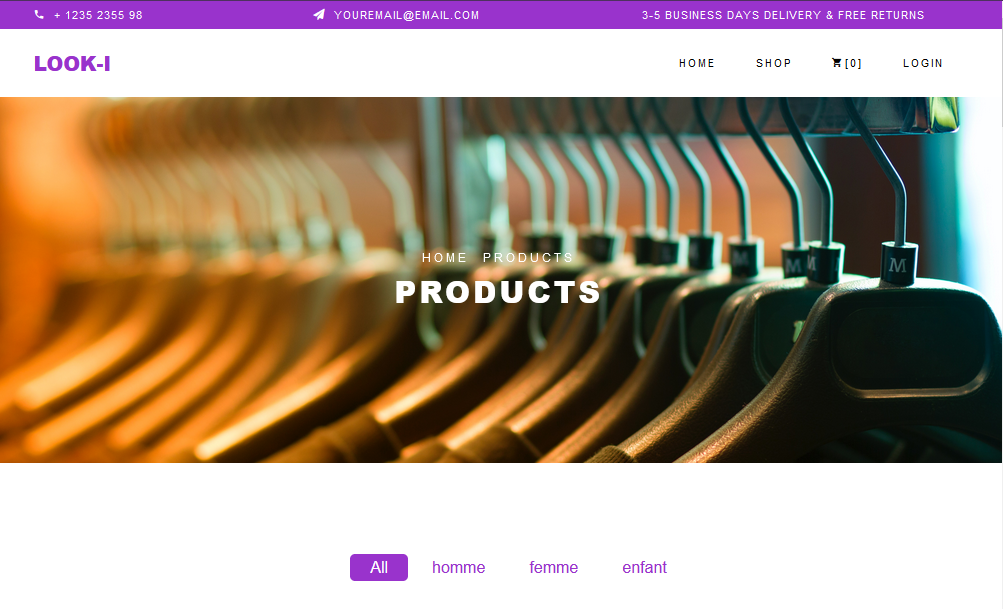 + 1235 2355 98
YOUREMAIL@EMAIL.COM
3-5 BUSINESS DAYS DELIVERY & FREE RETURNS
LOOK-I
HOME
SHOP
[0]
LOGIN
M M M M
HOME PRODUCTS
PRODUCTS
All
homme
femme
enfant